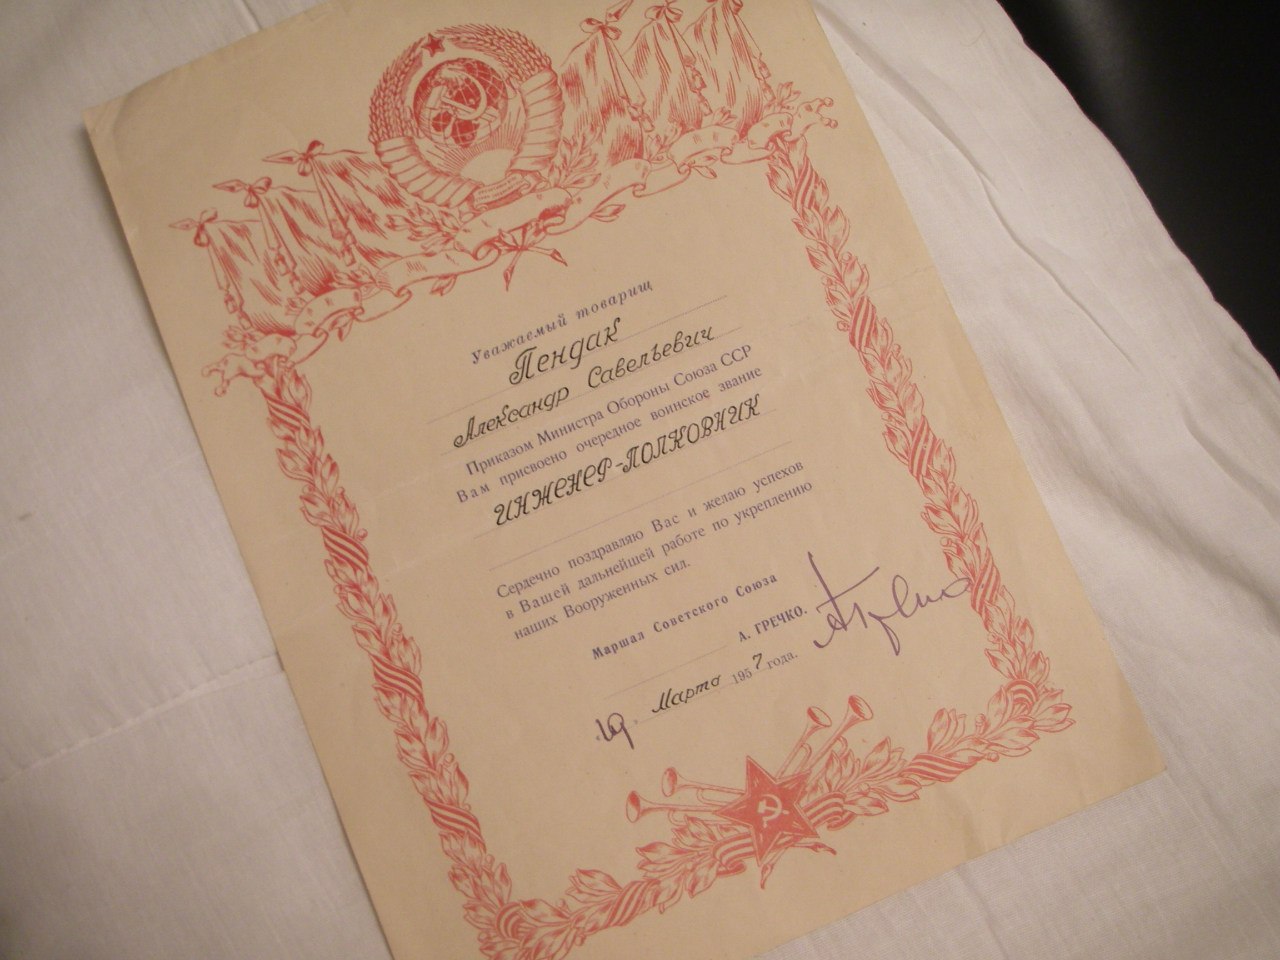 Уважаемый товарищ
Пендак
Александр Савельевич
Приказом Министра Обороны Союза ССР
Вам присвоено очередное воинское звание
ИНЖЕНЕР-ПОЛКОВНИК
Сердечно поздравляю Вас и желаю успехов
в Вашей дальнейшей работе по укреплению
наших Вооруженных сил.
Маршал Советского Союза
А. ГРЕЧКО.
19. Марта 1957 года.